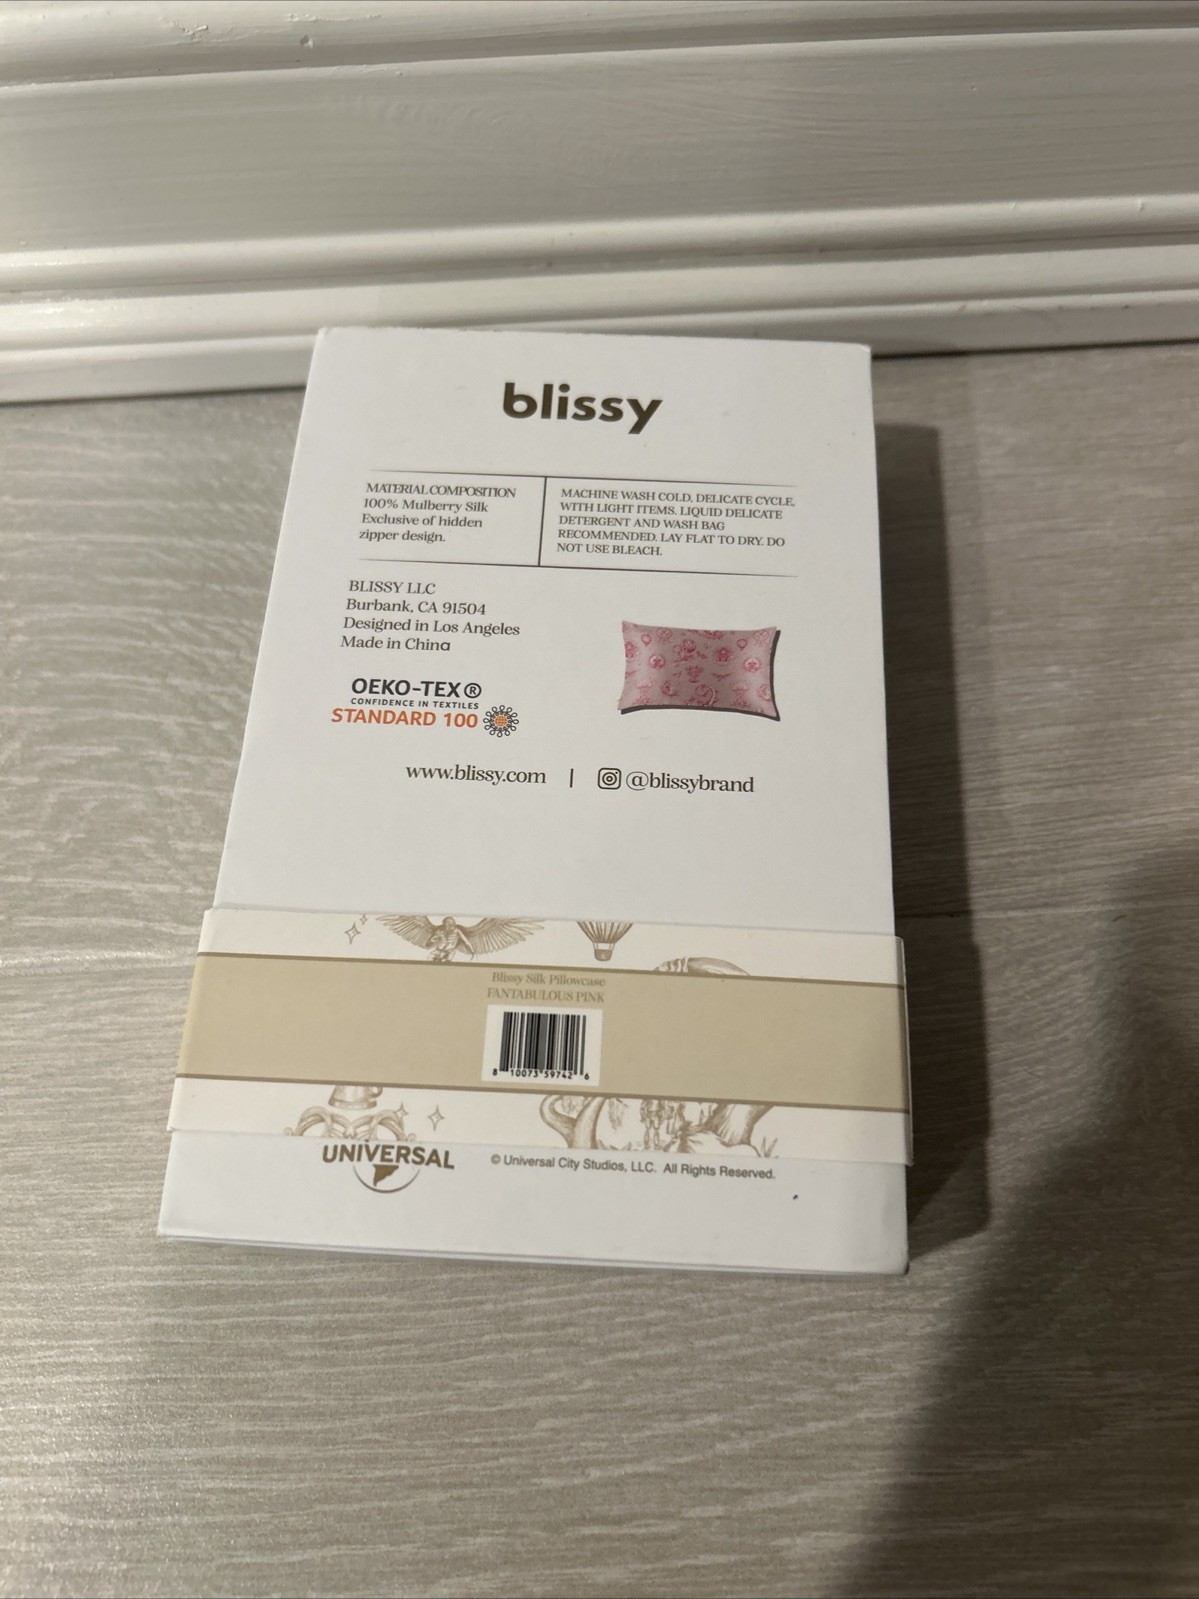 blissy
MATERIAL COMPOSITION
100% Mulberry Silk
Exclusive of hidden
zipper design.
MACHINE WASH COLD, DELICATE CYCLE,
WITH LIGHT ITEMS. LIQUID DELICATE
DETERGENT AND WASH BAG
RECOMMENDED. LAY FLAT TO DRY. DO
NOT USE BLEACH.
BLISSY LLC
Burbank, CA 91504
Designed in Los Angeles
Made in China
OEKO-TEX®
CONFIDENCE IN TEXTILES
STANDARD 100
www.blissy.com | @blissybrand
Blissy Silk Pillowcase
FANTABULOUS PINK
8 10073 59742 6
UNIVERSAL
© Universal City Studios, LLC. All Rights Reserved.